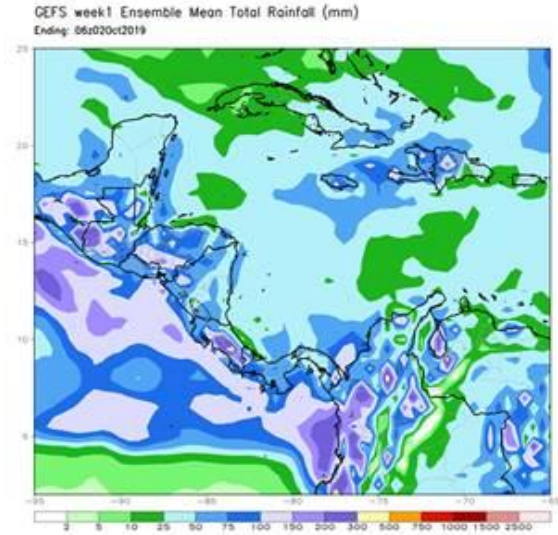 GEFS week1 Ensemble Mean Total Rainfall (mm)
Ending: 06z02Oct2019
25
20
15
10
5
-95 -90 -85 -80 -75 -70 -65
2 5 10 25 50 75 100 150 200 300 500 750 1000 1500 2500